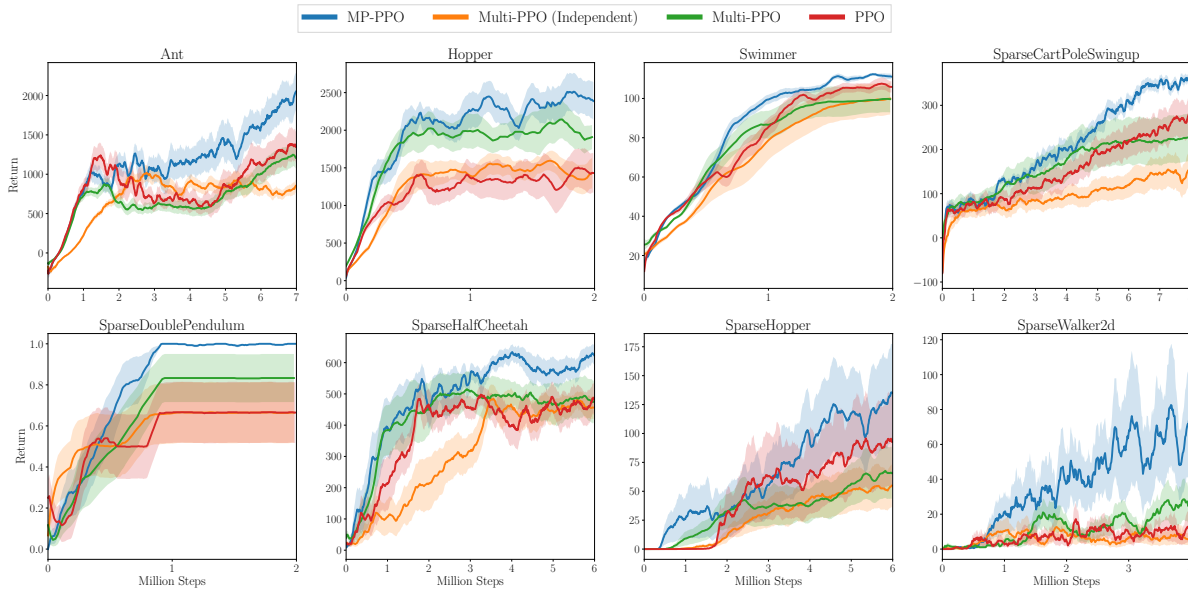 MP-PPO Multi-PPO (Independent) Multi-PPO PPO
Ant Hopper Swimmer SparseCartPoleSwingup
Return
2000
1500
1000
500
0
0 1 2 3 4 5 6 7
2500
2000
1500
1000
500
0
0 1 2
100
80
60
40
20
0 1 2
300
200
100
0
−100
0 1 2 3 4 5 6 7
SparseDoublePendulum SparseHalfCheetah SparseHopper SparseWalker2d
Return
1.0
0.8
0.6
0.4
0.2
0.0
0 1 2
Million Steps
600
500
400
300
200
100
0
0 1 2 3 4 5 6
Million Steps
175
150
125
100
75
50
25
0
0 1 2 3 4 5 6
Million Steps
120
100
80
60
40
20
0
0 1 2 3
Million Steps